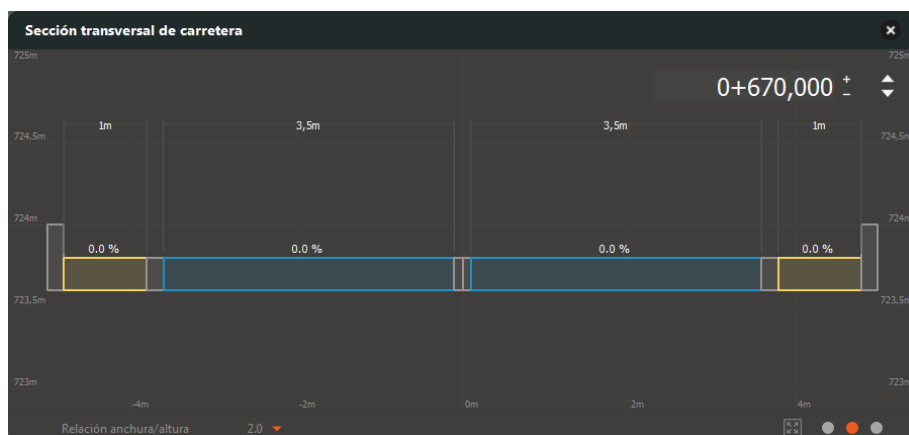 Sección transversal de carretera
725m 725m
0+670,000 + −
1m 3,5m 3,5m 1m
724,5m 724,5m
724m 724m
0.0 % 0.0 % 0.0 % 0.0 %
723,5m 723,5m
723m 723m
-4m -2m 0m 2m 4m
Relación anchura/altura 2.0